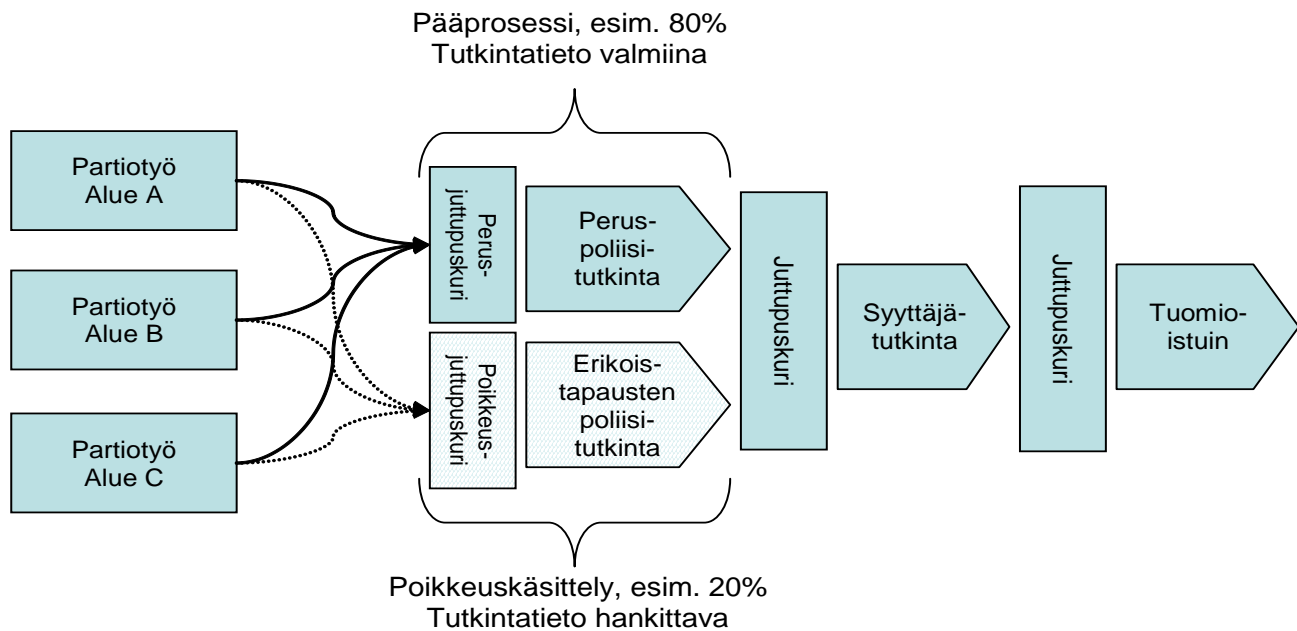 Pääprosessi, esim. 80%
Tutkintatieto valmiina
Partiotyö
Alue A
Partiotyö
Alue B
Partiotyö
Alue C
Perus-
juttupuskuri
Perus-
poliisi-
tutkinta
Poikkeus-
juttupuskuri
Erikois-
tapausten
poliisi-
tutkinta
Juttupuskuri
Syyttäjä-
tutkinta
Juttupuskuri
Tuomio-
istuin
Poikkeuskäsittely, esim. 20%
Tutkintatieto hankittava